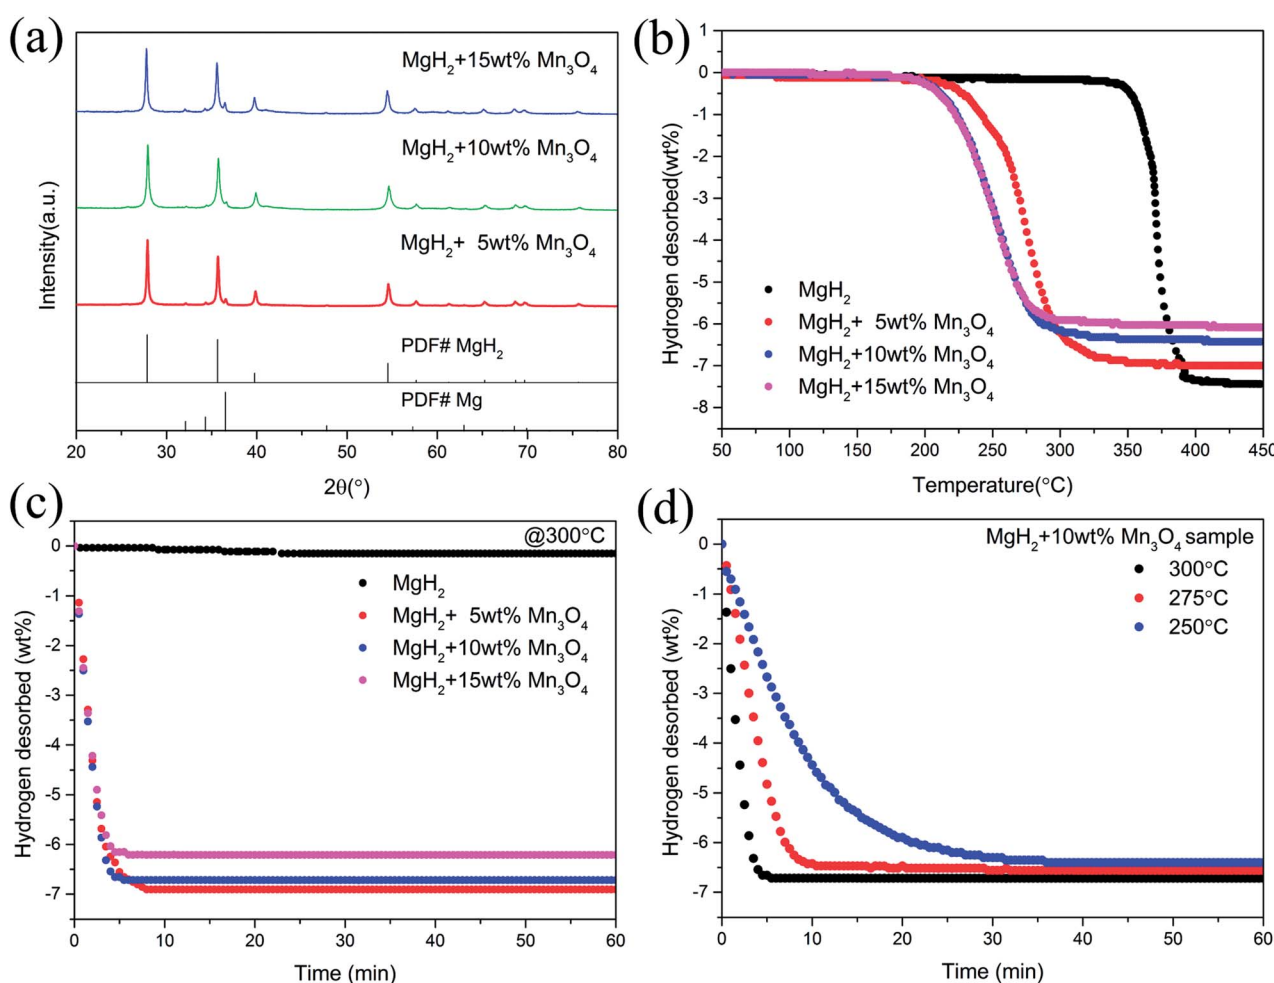 (a)
MgH2+15wt% Mn3O4
MgH2+10wt% Mn3O4
MgH2+ 5wt% Mn3O4
PDF# MgH2
PDF# Mg
Intensity(a.u.)
20 30 40 50 60 70 80
2θ(°)
(b)
1
0
-1
-2
-3
-4
-5
-6
-7
-8
Hydrogen desorbed(wt%)
MgH2
MgH2+ 5wt% Mn3O4
MgH2+10wt% Mn3O4
MgH2+15wt% Mn3O4
50 100 150 200 250 300 350 400 450
Temperature(°C)
(c)
@300°C
0
-1
-2
-3
-4
-5
-6
-7
Hydrogen desorbed (wt%)
MgH2
MgH2+ 5wt% Mn3O4
MgH2+10wt% Mn3O4
MgH2+15wt% Mn3O4
0 10 20 30 40 50 60
Time (min)
(d)
MgH2+10wt% Mn3O4 sample
300°C
275°C
250°C
0
-1
-2
-3
-4
-5
-6
-7
Hydrogen desorbed (wt%)
0 10 20 30 40 50 60
Time (min)